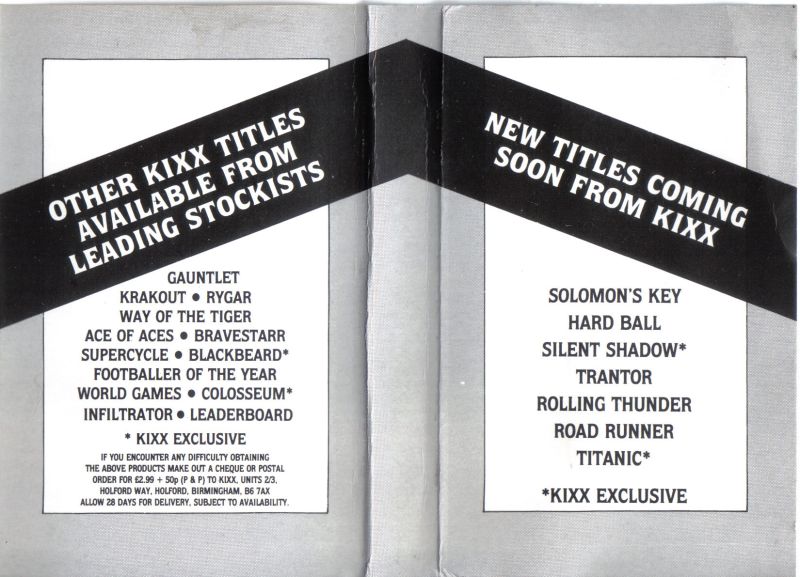 OTHER KIXX TITLES
AVAILABLE FROM
LEADING STOCKISTS
GAUNTLET
KRAKOUT • RYGAR
WAY OF THE TIGER
ACE OF ACES • BRAVESTARR
SUPERCYCLE • BLACKBEARD*
FOOTBALLER OF THE YEAR
WORLD GAMES • COLOSSEUM*
INFILTRATOR • LEADERBOARD
* KIXX EXCLUSIVE
IF YOU ENCOUNTER ANY DIFFICULTY OBTAINING
THE ABOVE PRODUCTS MAKE OUT A CHEQUE OR POSTAL
ORDER FOR £2.99 + 50p (P & P) TO KIXX, UNITS 2/3,
HOLFORD WAY, HOLFORD, BIRMINGHAM, B6 7AX
ALLOW 28 DAYS FOR DELIVERY, SUBJECT TO AVAILABILITY.
NEW TITLES COMING
SOON FROM KIXX
SOLOMON'S KEY
HARD BALL
SILENT SHADOW*
TRANTOR
ROLLING THUNDER
ROAD RUNNER
TITANIC*
*KIXX EXCLUSIVE